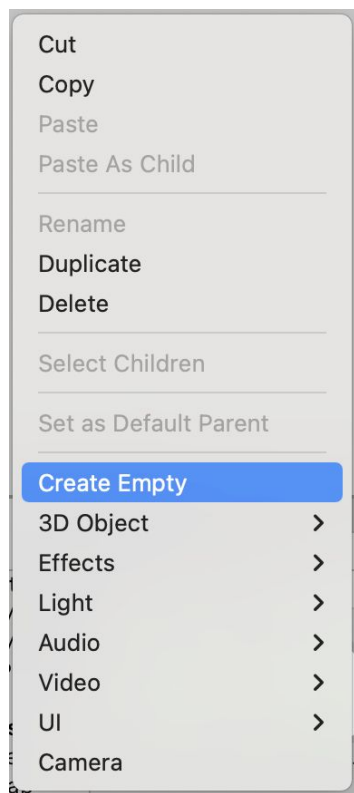 Cut
Copy
Paste
Paste As Child
Rename
Duplicate
Delete
Select Children
Set as Default Parent
Create Empty
3D Object
Effects
Light
Audio
Video
UI
Camera